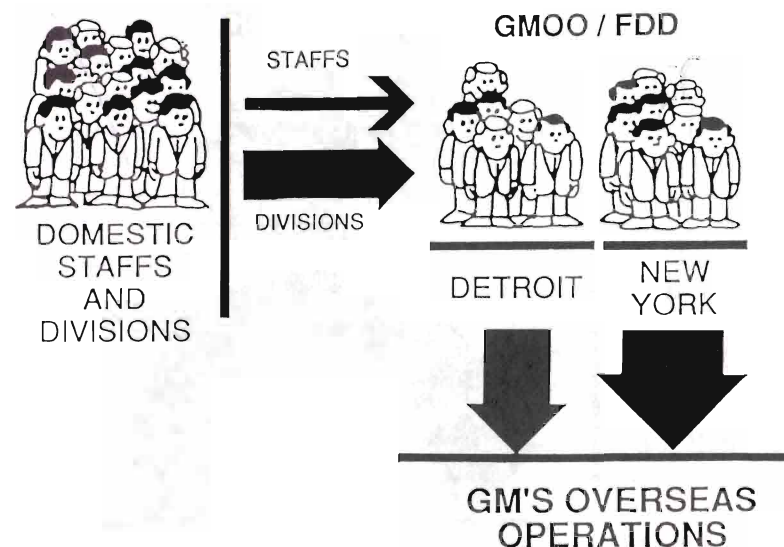 GMOO / FDD
STAFFS
DIVISIONS
DOMESTIC
STAFFS
AND
DIVISIONS
DETROIT
NEW
YORK
GM'S OVERSEAS
OPERATIONS